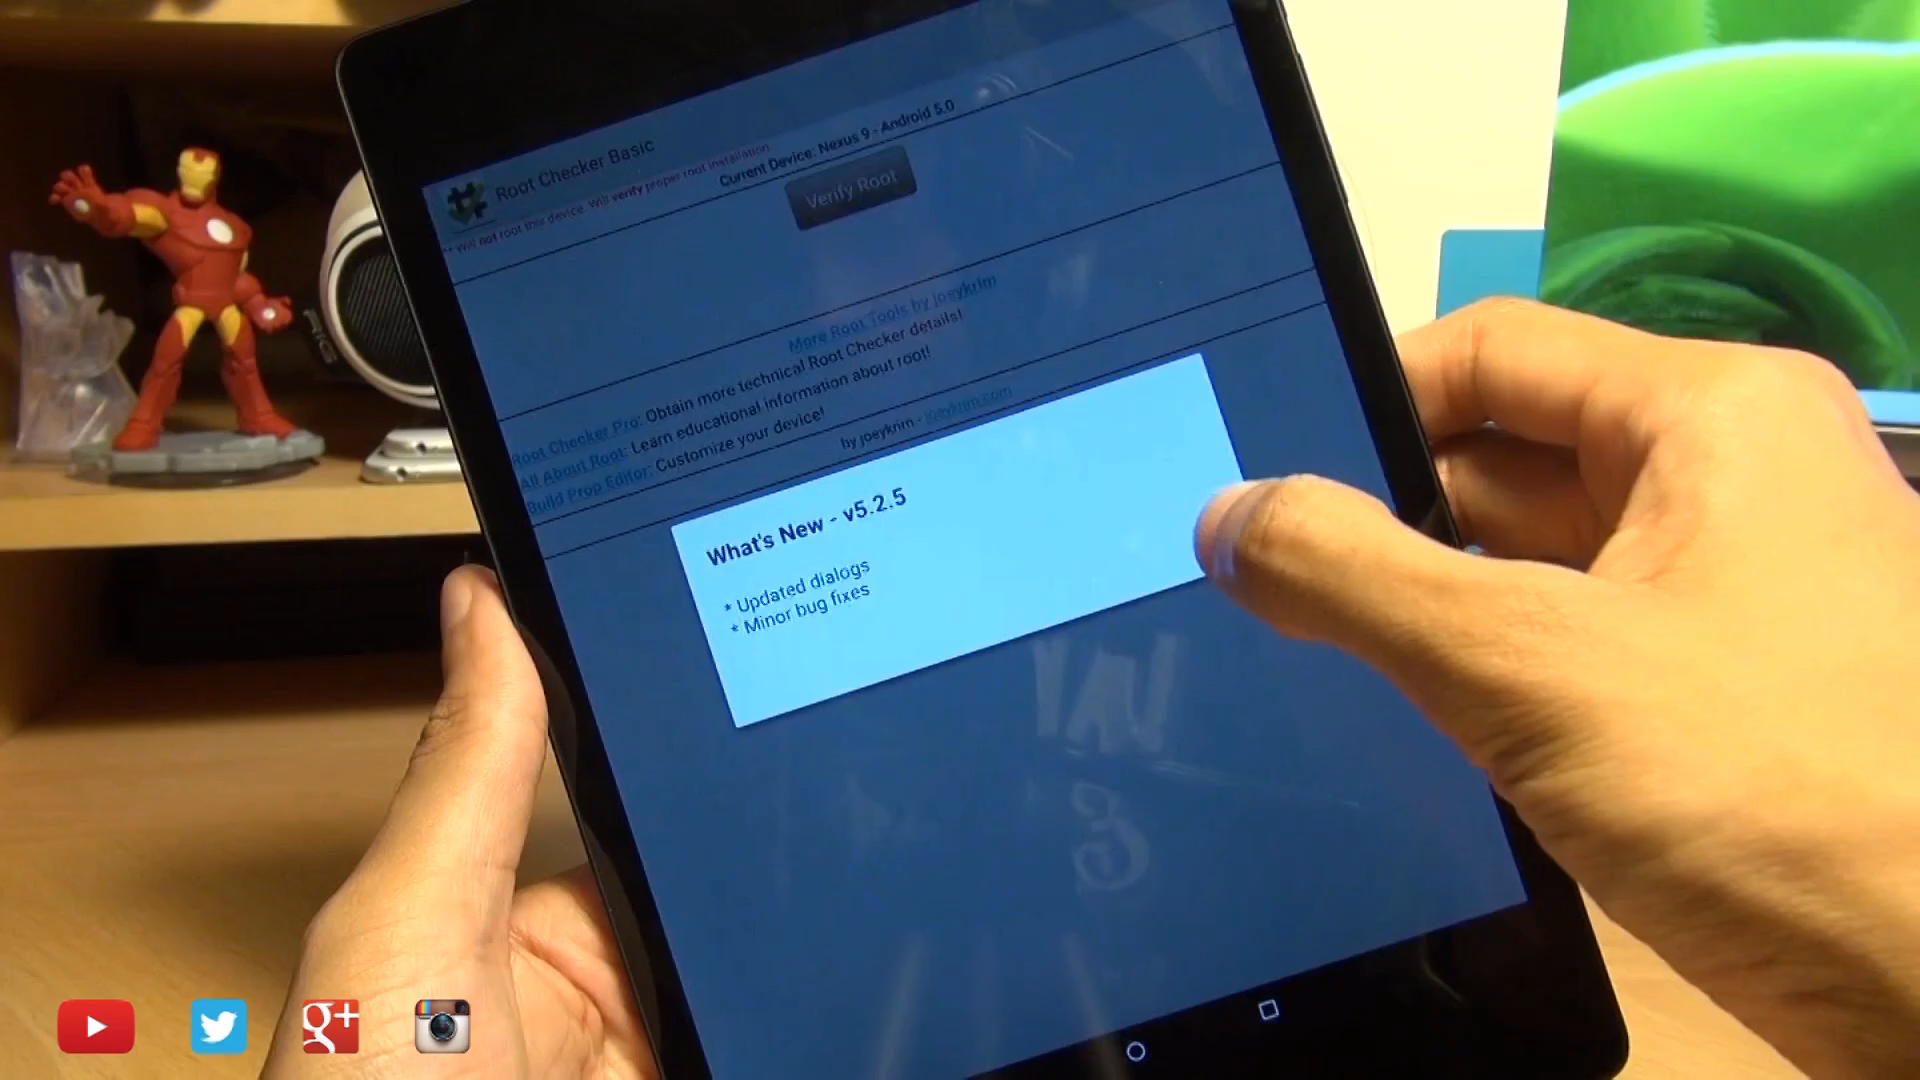 Root Checker Basic
** Will not root this device. Will verify proper root installation
Current Device: Nexus 9 - Android 5.0
Verify Root
More Root Tools by joeykrim
Root Checker Pro: Obtain more technical Root Checker details!
All About Root: Learn educational information about root!
Build Prop Editor: Customize your device!
by joeykrim - joeykrim.com
What's New - v5.2.5
* Updated dialogs
* Minor bug fixes
g+